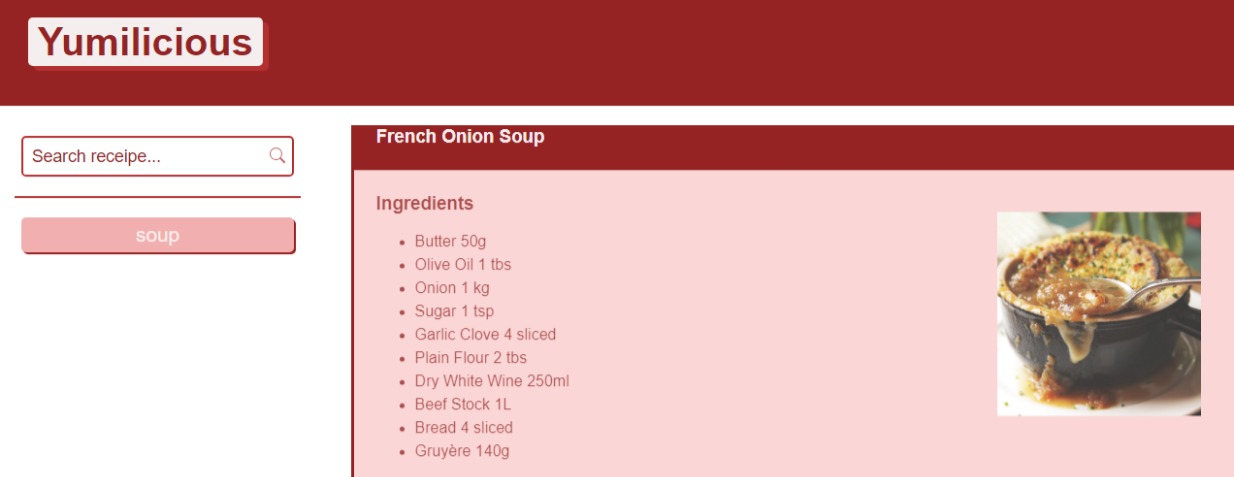 Yumilicious
Search receipe...
soup
French Onion Soup
Ingredients
Butter 50g
Olive Oil 1 tbs
Onion 1 kg
Sugar 1 tsp
Garlic Clove 4 sliced
Plain Flour 2 tbs
Dry White Wine 250ml
Beef Stock 1L
Bread 4 sliced
Gruyère 140g